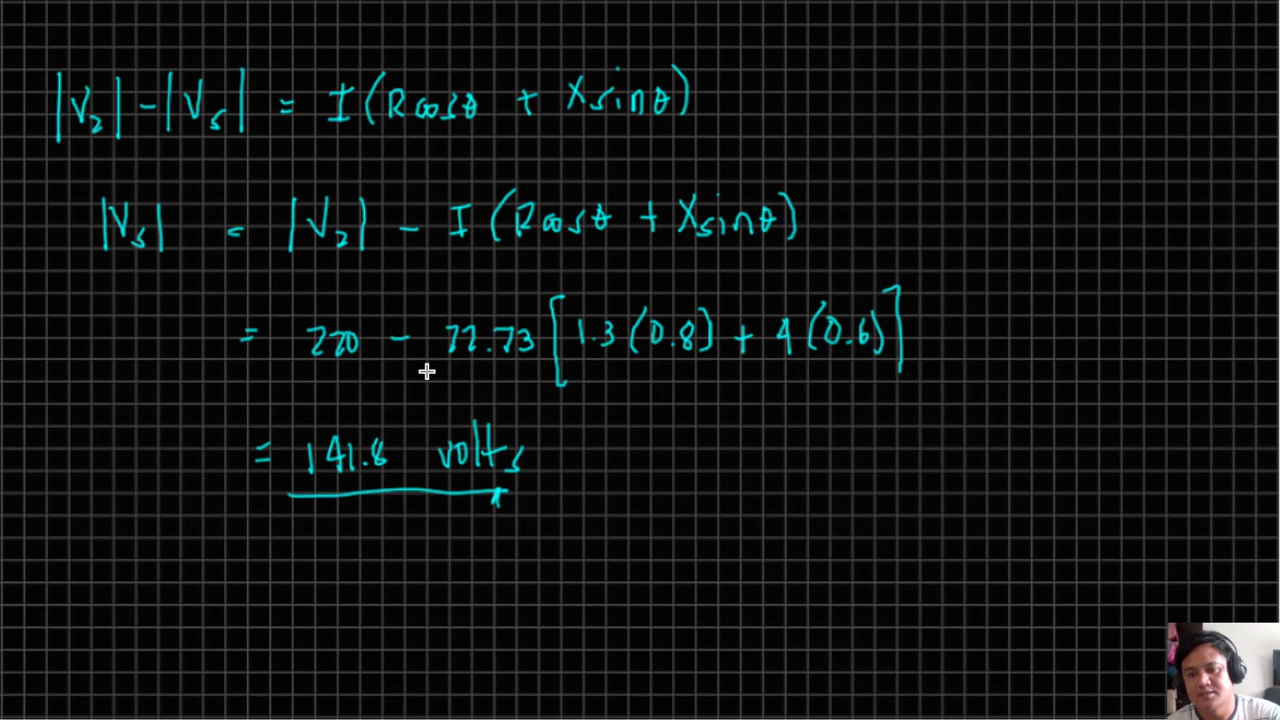 |V₂| - |Vₛ| = I(Rcosθ + Xsinθ)
|Vₛ| = |V₂| - I(Rcosθ + Xsinθ)
= 220 - 22.73[1.3(0.8) + 4(0.6)]
= 141.8 volts